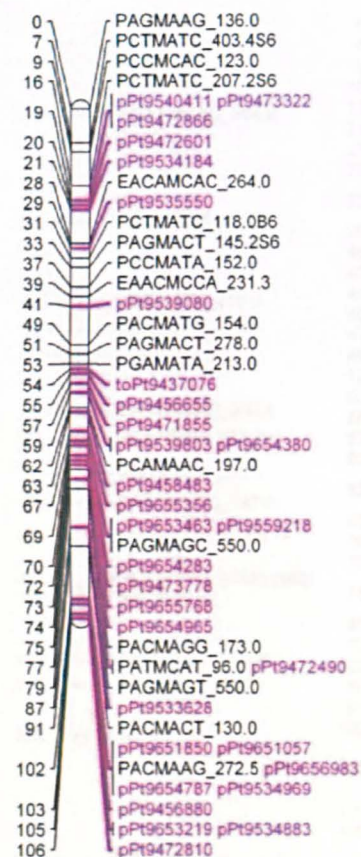 0 PAGMAAG_136.0
7 PCTMATC_403.4S6
9 PCCMCAC_123.0
16 PCTMATC_207.2S6
19 pPt9540411 pPt9473322
pPt9472866
20 pPt9472601
21 pPt9534184
28 EACAMCAC_264.0
29 pPt9535550
31 PCTMATC_118.0B6
33 PAGMACT_145.2S6
37 PCCMATA_152.0
39 EAACMCCA_231.3
41 pPt9539080
49 PACMATG_154.0
51 PAGMACT_278.0
53 PGAMATA_213.0
54 toPt9437076
55 pPt9456655
57 pPt9471855
59 pPt9539803 pPt9654380
62 PCAMAAC_197.0
63 pPt9458483
67 pPt9655356
69 pPt9653463 pPt9559218
PAGMAGC_550.0
70 pPt9654283
72 pPt9473778
73 pPt9655768
74 pPt9654965
75 PACMAGG_173.0
77 PATMCAT_96.0 pPt9472490
79 PAGMAGT_550.0
87 pPt9533628
91 PACMACT_130.0
pPt9651850 pPt9651057
102 PACMAAG_272.5 pPt9656983
pPt9654787 pPt9534969
103 pPt9456880
105 pPt9653219 pPt9534883
106 pPt9472810